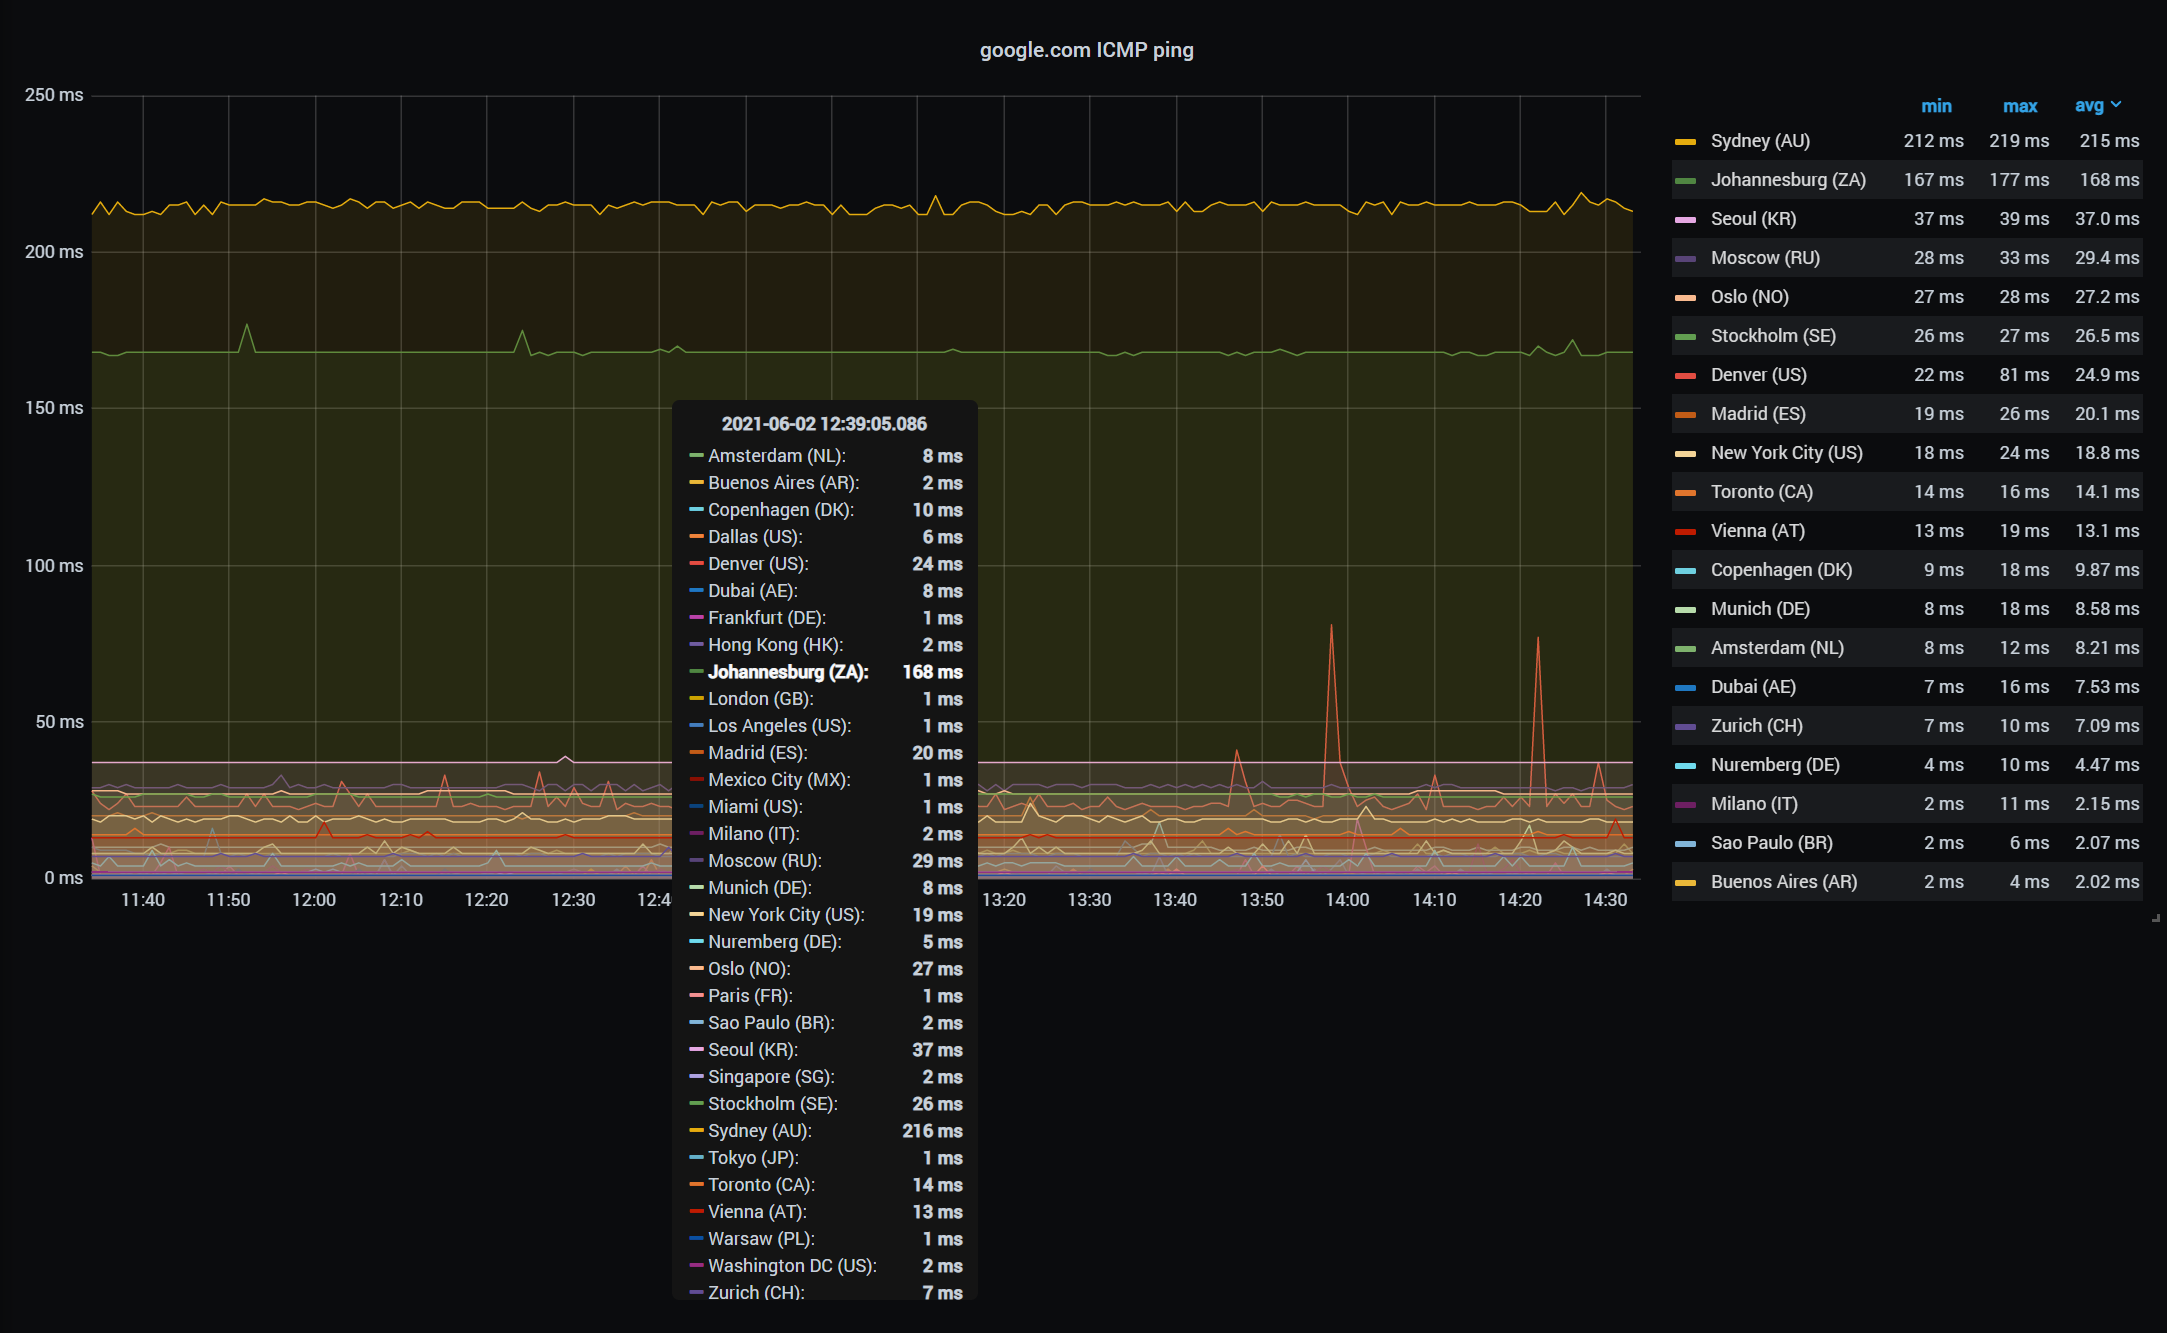 google.com ICMP ping
250 ms
200 ms
150 ms
100 ms
50 ms
0 ms
11:40 11:50 12:00 12:10 12:20 12:30 12:4 13:20 13:30 13:40 13:50 14:00 14:10 14:20 14:30
2021-06-02 12:39:05.086
Amsterdam (NL): 8 ms
Buenos Aires (AR): 2 ms
Copenhagen (DK): 10 ms
Dallas (US): 6 ms
Denver (US): 24 ms
Dubai (AE): 8 ms
Frankfurt (DE): 1 ms
Hong Kong (HK): 2 ms
Johannesburg (ZA): 168 ms
London (GB): 1 ms
Los Angeles (US): 1 ms
Madrid (ES): 20 ms
Mexico City (MX): 1 ms
Miami (US): 1 ms
Milano (IT): 2 ms
Moscow (RU): 29 ms
Munich (DE): 8 ms
New York City (US): 19 ms
Nuremberg (DE): 5 ms
Oslo (NO): 27 ms
Paris (FR): 1 ms
Sao Paulo (BR): 2 ms
Seoul (KR): 37 ms
Singapore (SG): 2 ms
Stockholm (SE): 26 ms
Sydney (AU): 216 ms
Tokyo (JP): 1 ms
Toronto (CA): 14 ms
Vienna (AT): 13 ms
Warsaw (PL): 1 ms
Washington DC (US): 2 ms
Zurich (CH): 7 ms
min max avg
Sydney (AU) 212 ms 219 ms 215 ms
Johannesburg (ZA) 167 ms 177 ms 168 ms
Seoul (KR) 37 ms 39 ms 37.0 ms
Moscow (RU) 28 ms 33 ms 29.4 ms
Oslo (NO) 27 ms 28 ms 27.2 ms
Stockholm (SE) 26 ms 27 ms 26.5 ms
Denver (US) 22 ms 81 ms 24.9 ms
Madrid (ES) 19 ms 26 ms 20.1 ms
New York City (US) 18 ms 24 ms 18.8 ms
Toronto (CA) 14 ms 16 ms 14.1 ms
Vienna (AT) 13 ms 19 ms 13.1 ms
Copenhagen (DK) 9 ms 18 ms 9.87 ms
Munich (DE) 8 ms 18 ms 8.58 ms
Amsterdam (NL) 8 ms 12 ms 8.21 ms
Dubai (AE) 7 ms 16 ms 7.53 ms
Zurich (CH) 7 ms 10 ms 7.09 ms
Nuremberg (DE) 4 ms 10 ms 4.47 ms
Milano (IT) 2 ms 11 ms 2.15 ms
Sao Paulo (BR) 2 ms 6 ms 2.07 ms
Buenos Aires (AR) 2 ms 4 ms 2.02 ms